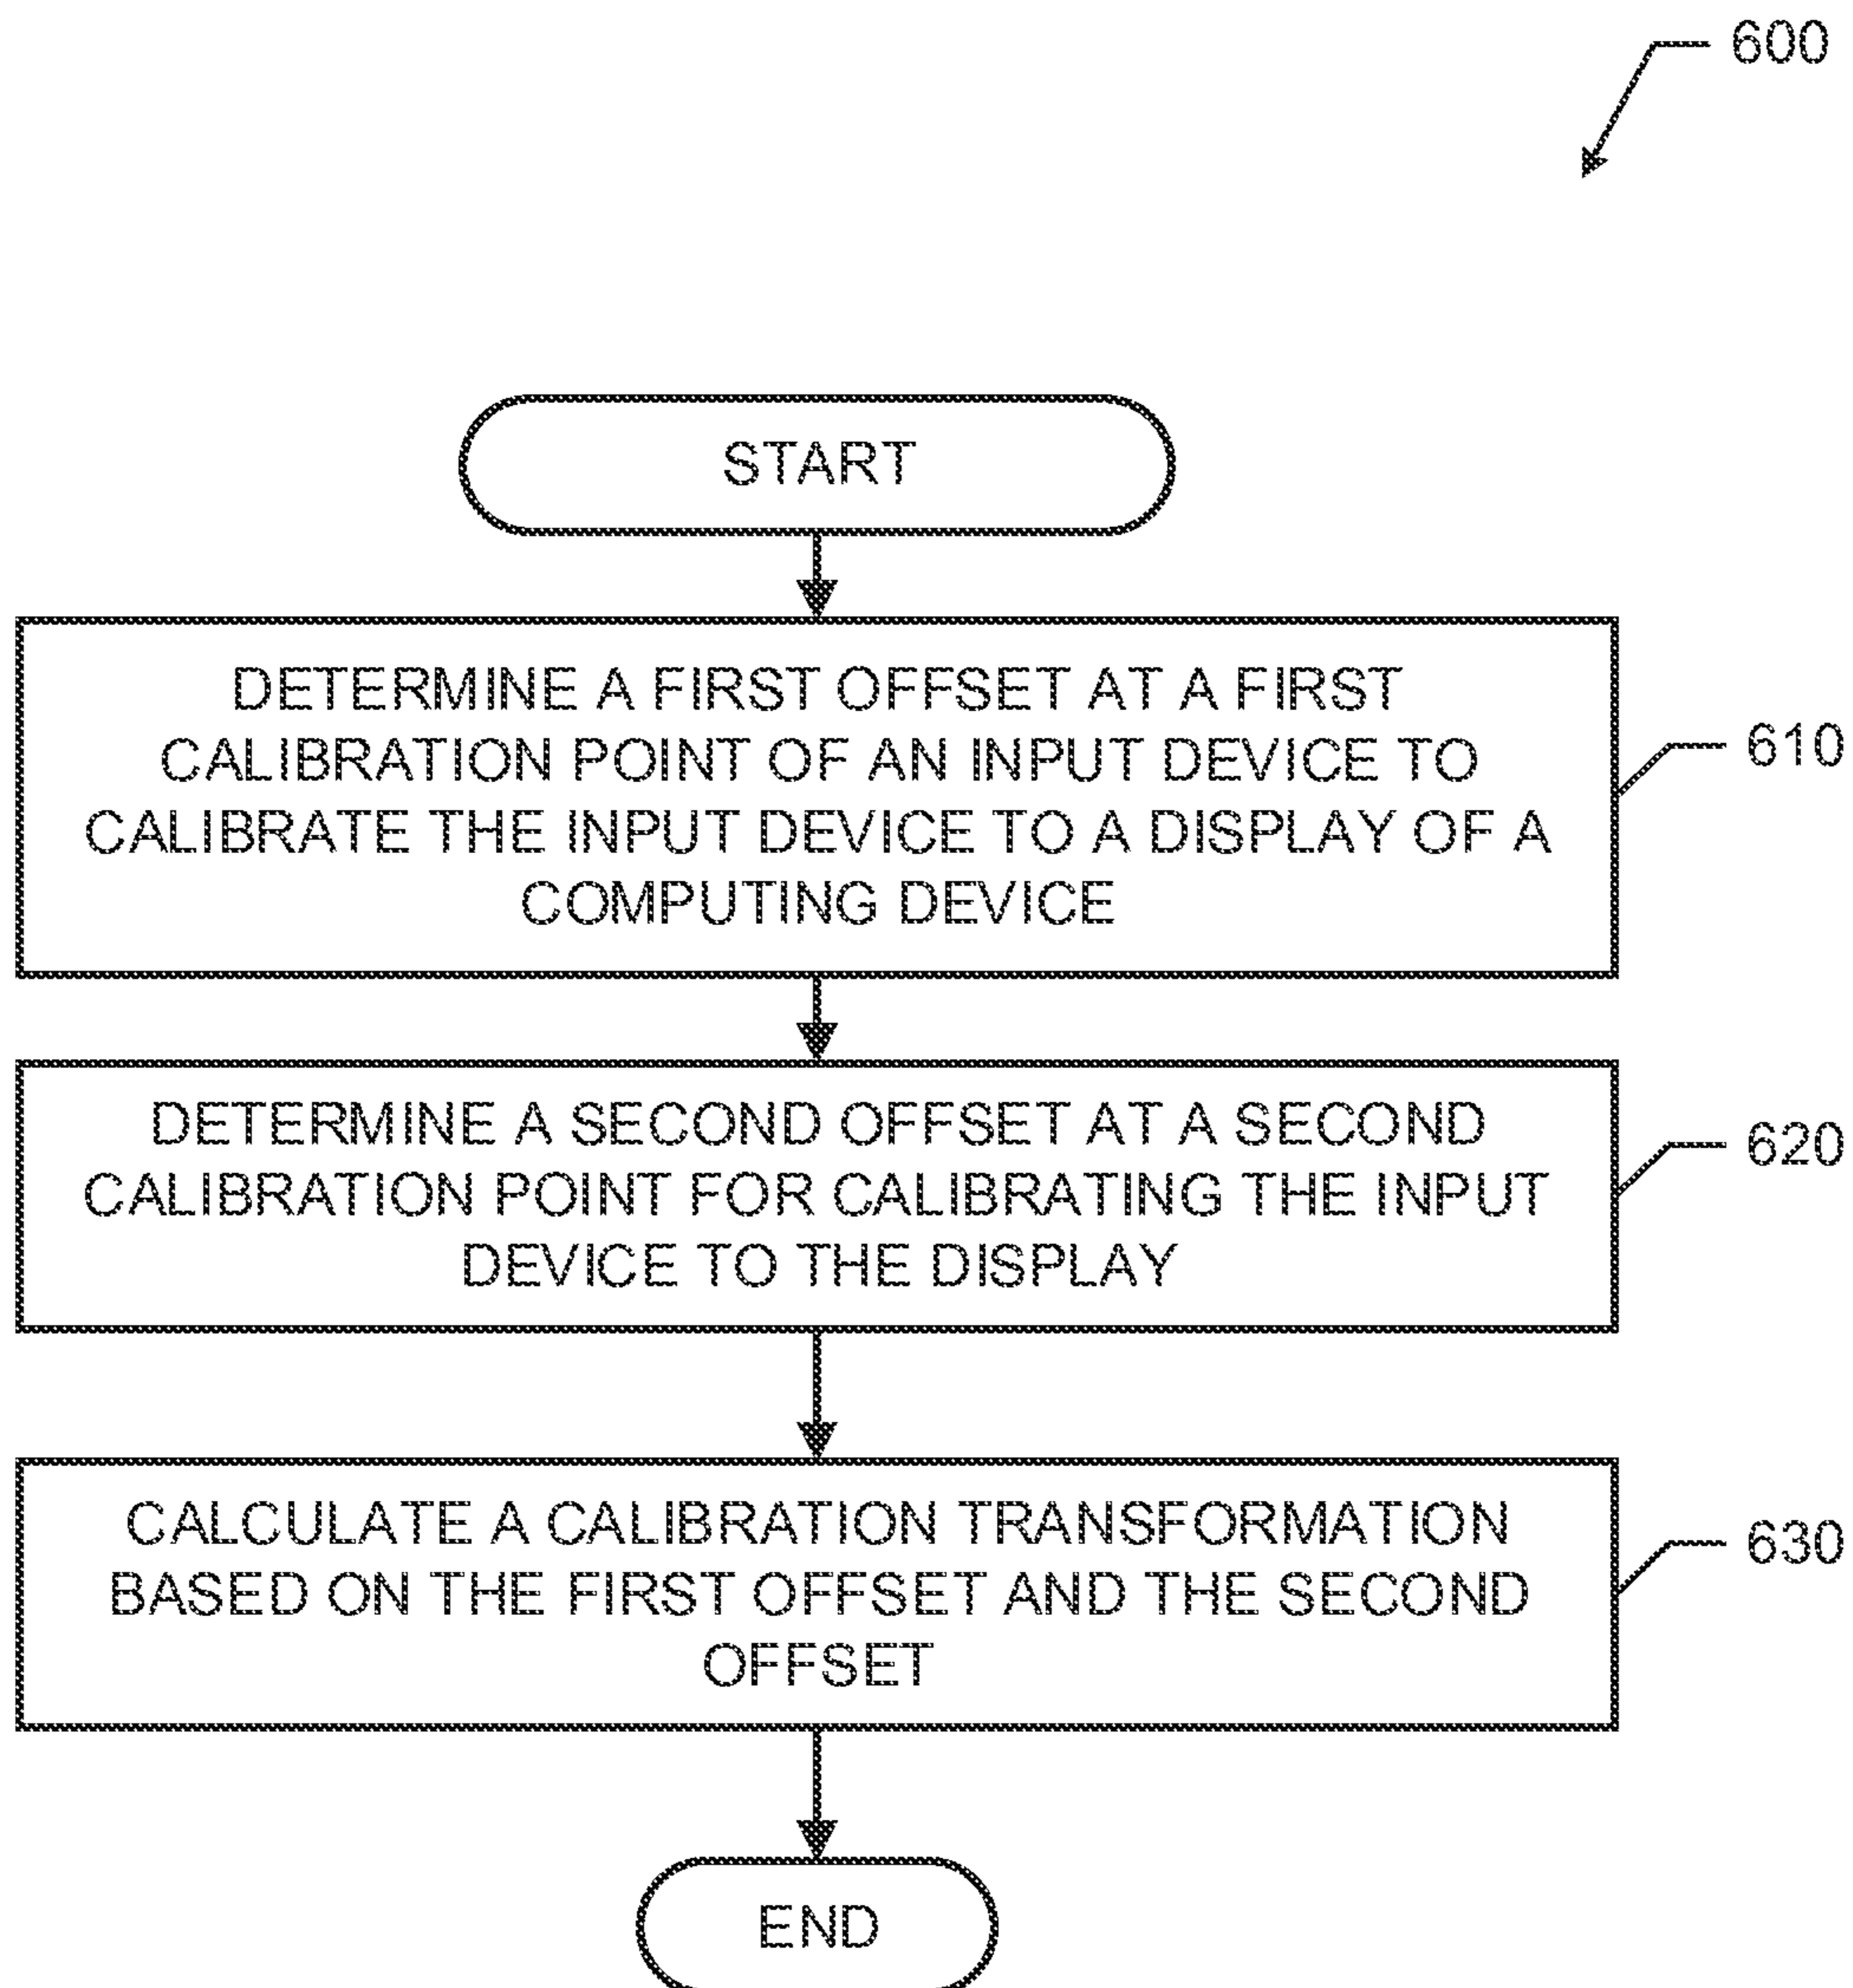 600
START
DETERMINE A FIRST OFFSET AT A FIRST
CALIBRATION POINT OF AN INPUT DEVICE TO
CALIBRATE THE INPUT DEVICE TO A DISPLAY OF A
COMPUTING DEVICE
610
DETERMINE A SECOND OFFSET AT A SECOND
CALIBRATION POINT FOR CALIBRATING THE INPUT
DEVICE TO THE DISPLAY
620
CALCULATE A CALIBRATION TRANSFORMATION
BASED ON THE FIRST OFFSET AND THE SECOND
OFFSET
630
END